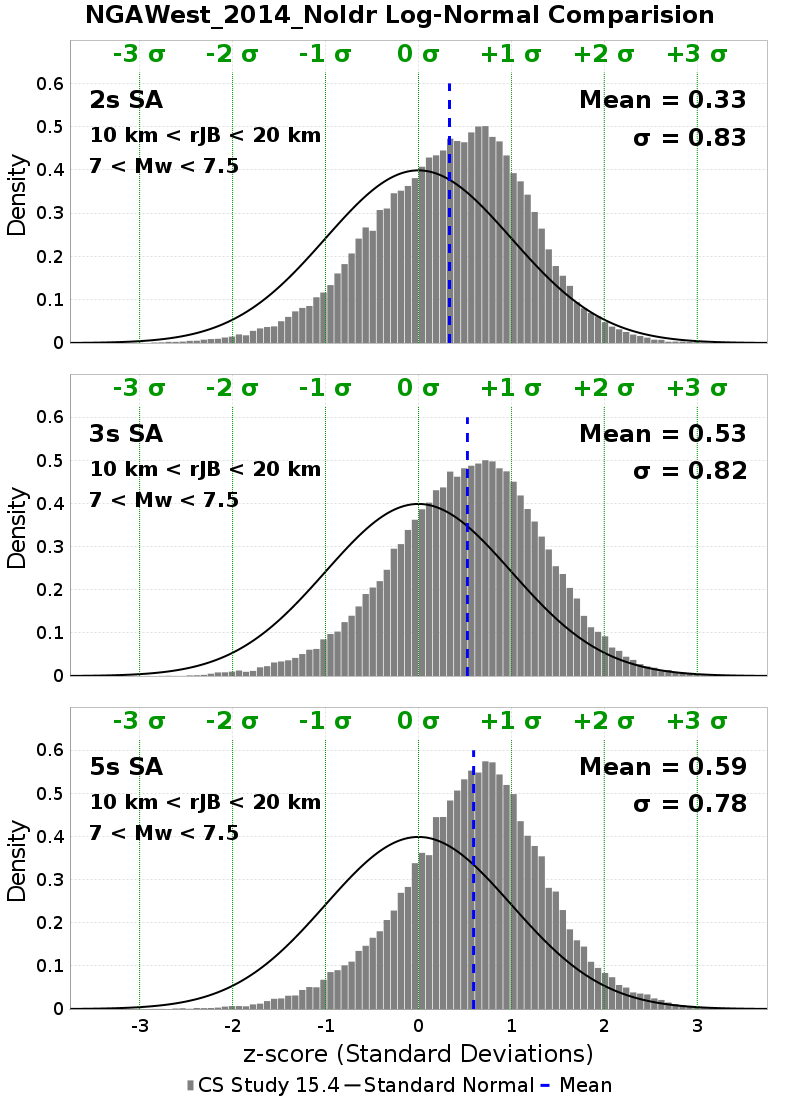 NGAWest_2014_NoIdr Log-Normal Comparision
-3 σ -2 σ -1 σ 0 σ +1 σ +2 σ +3 σ
0.6
2s SA Mean = 0.33
0.5
10 km < rJB < 20 km σ = 0.83
7 < Mw < 7.5
0.4
Density
0.3
0.2
0.1
0
-3 σ -2 σ -1 σ 0 σ +1 σ +2 σ +3 σ
0.6
3s SA Mean = 0.53
0.5
10 km < rJB < 20 km σ = 0.82
7 < Mw < 7.5
0.4
Density
0.3
0.2
0.1
0
-3 σ -2 σ -1 σ 0 σ +1 σ +2 σ +3 σ
0.6
5s SA Mean = 0.59
0.5
10 km < rJB < 20 km σ = 0.78
7 < Mw < 7.5
0.4
Density
0.3
0.2
0.1
0
-3 -2 -1 0 1 2 3
z-score (Standard Deviations)
CS Study 15.4 Standard Normal Mean